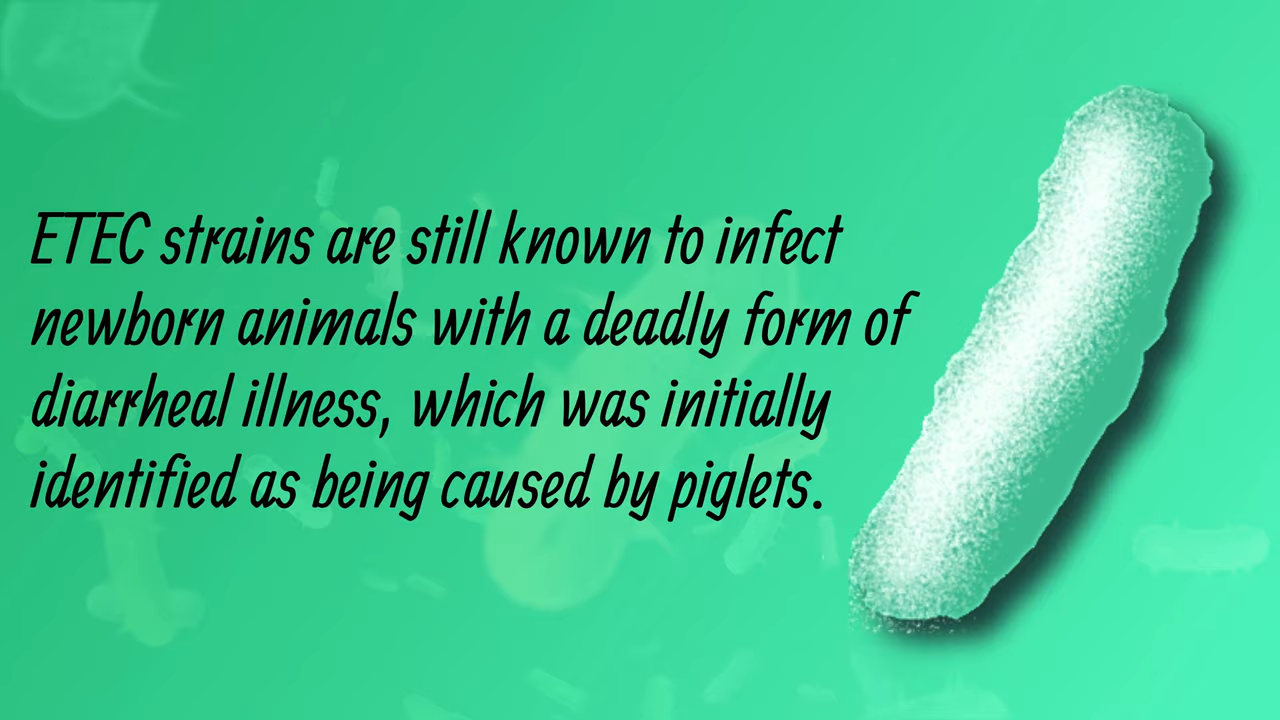 ETEC strains are still known to infect
newborn animals with a deadly form of
diarrheal illness, which was initially
identified as being caused by piglets.